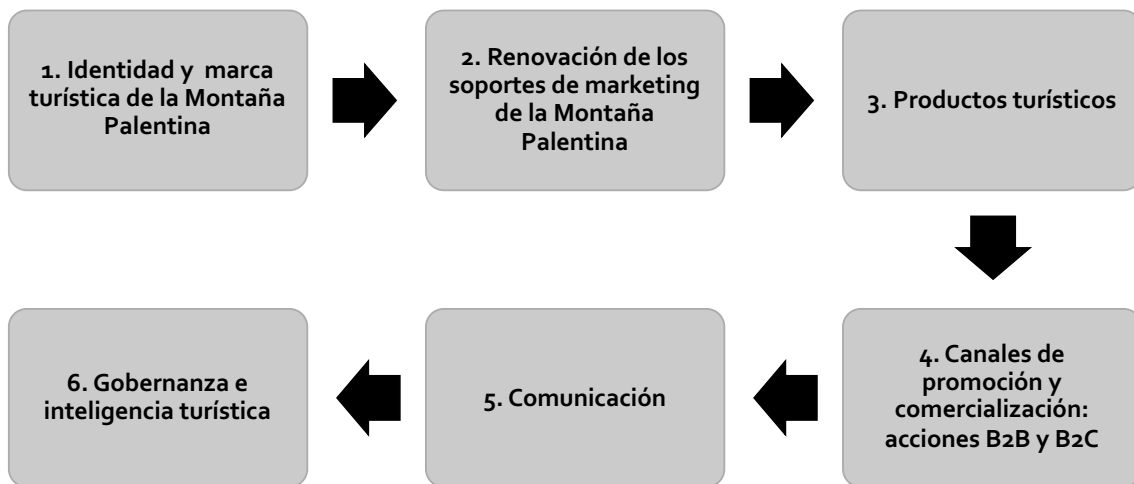 1. Identidad y marca
turística de la Montaña
Palentina
2. Renovación de los
soportes de marketing
de la Montaña
Palentina
3. Productos turísticos
4. Canales de
promoción y
comercialización:
acciones B2B y B2C
5. Comunicación
6. Gobernanza e
inteligencia turística